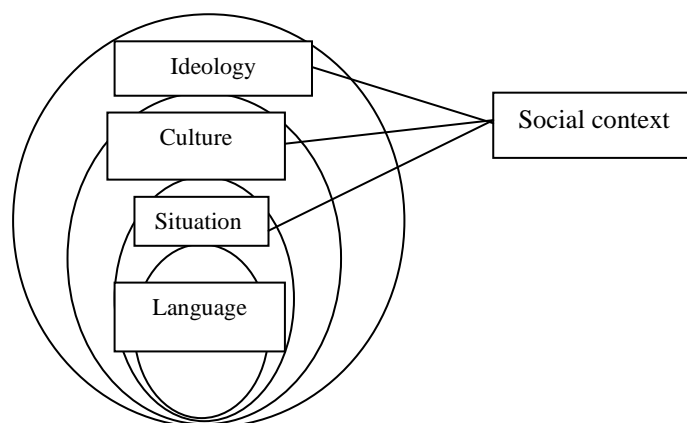 Ideology
Social context
Culture
Situation
Language